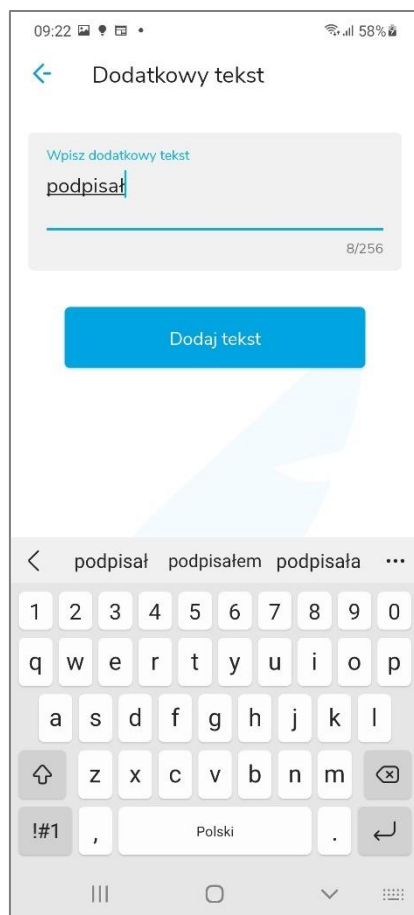 09:22 58%
Dodatkowy tekst
Wpisz dodatkowy tekst
podpisał
8/256
Dodaj tekst
podpisał podpisałem podpisała
1 2 3 4 5 6 7 8 9 0
q w e r t y u i o p
a s d f g h j k l
z x c v b n m
!#1 , Polski .